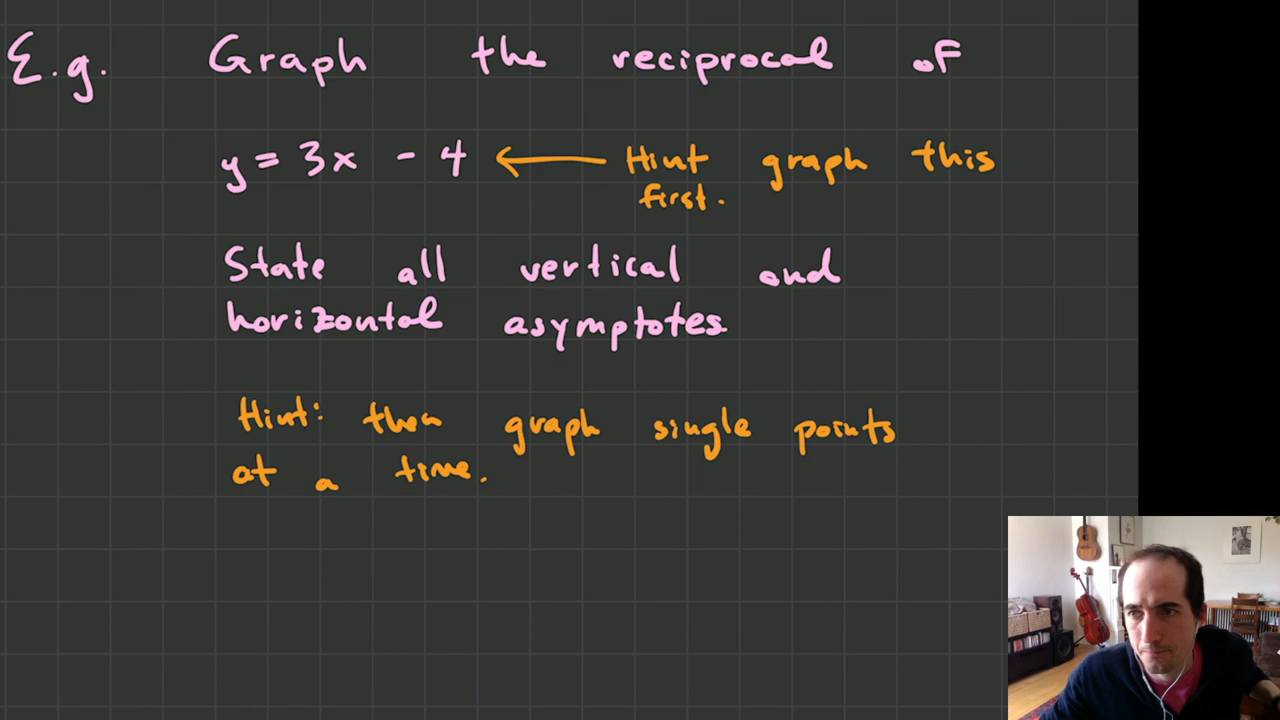 E.g. Graph the reciprocal of
y = 3x - 4 ← Hint graph this
first.
State all vertical and
horizontal asymptotes
Hint: then graph single points
at a time.